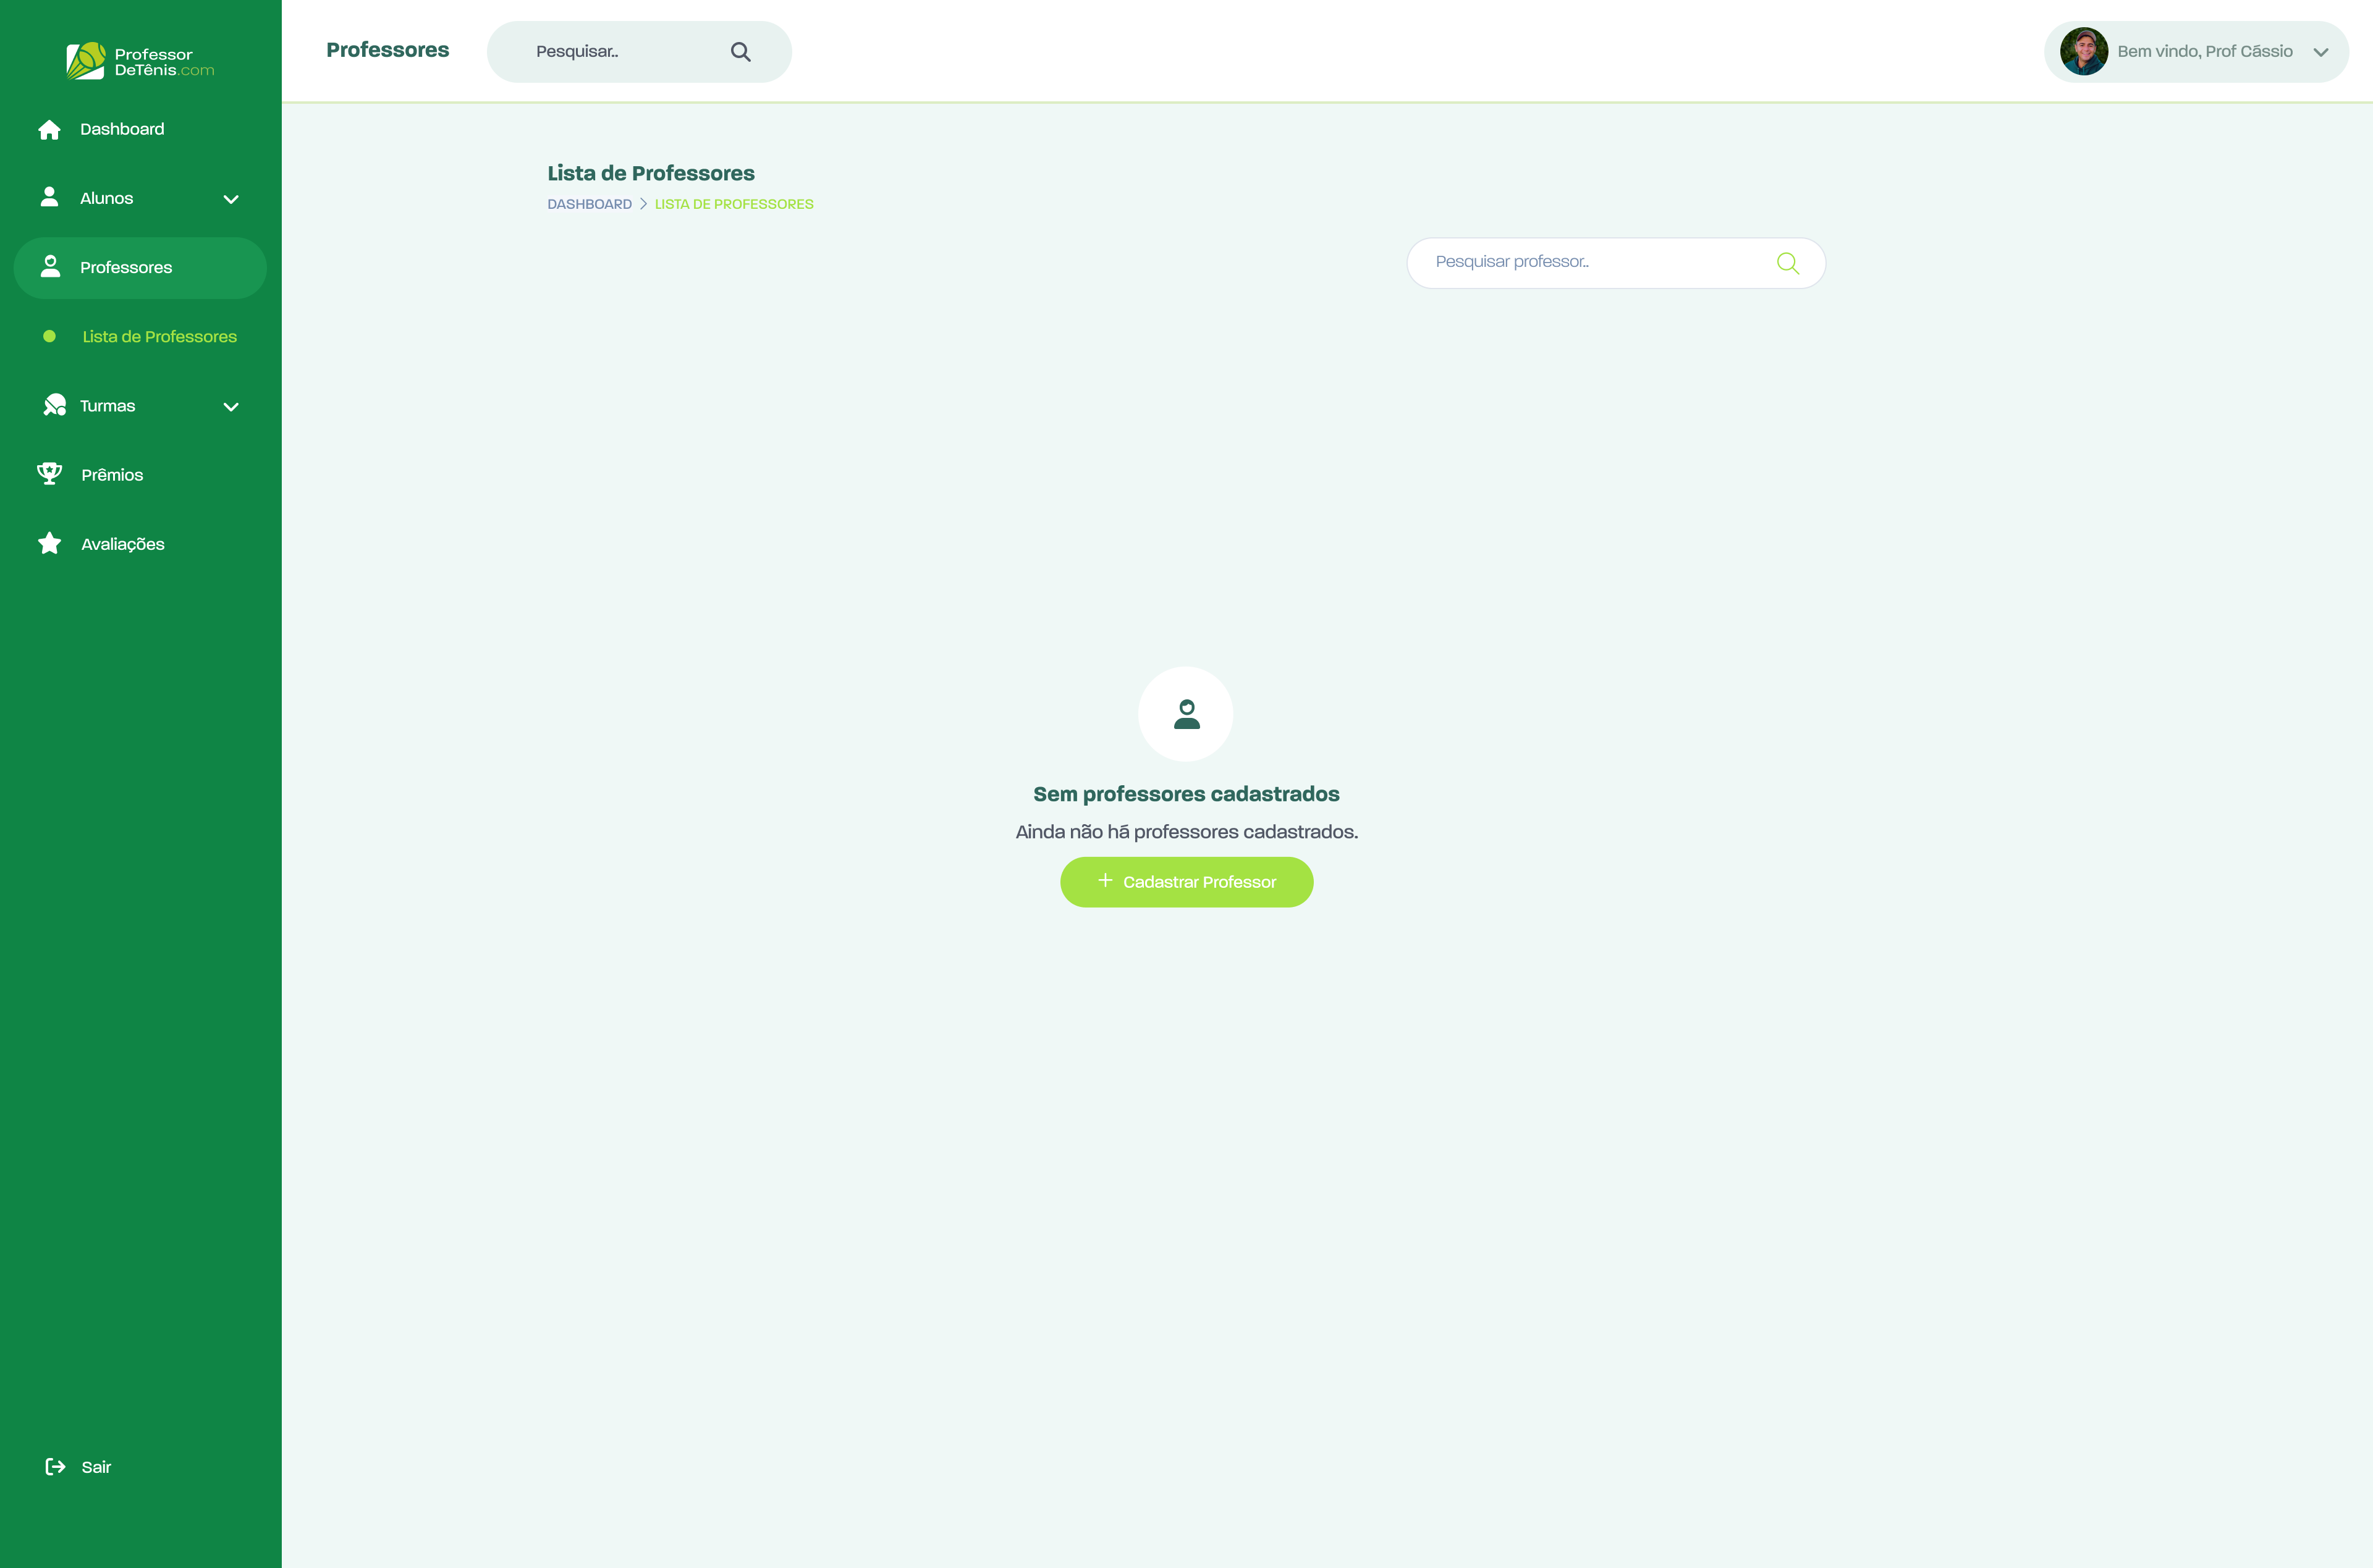 Professor
DeTênis.com
Dashboard
Alunos
Professores
Lista de Professores
Turmas
Prêmios
Avaliações
Sair
Professores
Pesquisar..
Bem vindo, Prof Cássio
Lista de Professores
DASHBOARD > LISTA DE PROFESSORES
Pesquisar professor..
Sem professores cadastrados
Ainda não há professores cadastrados.
+ Cadastrar Professor